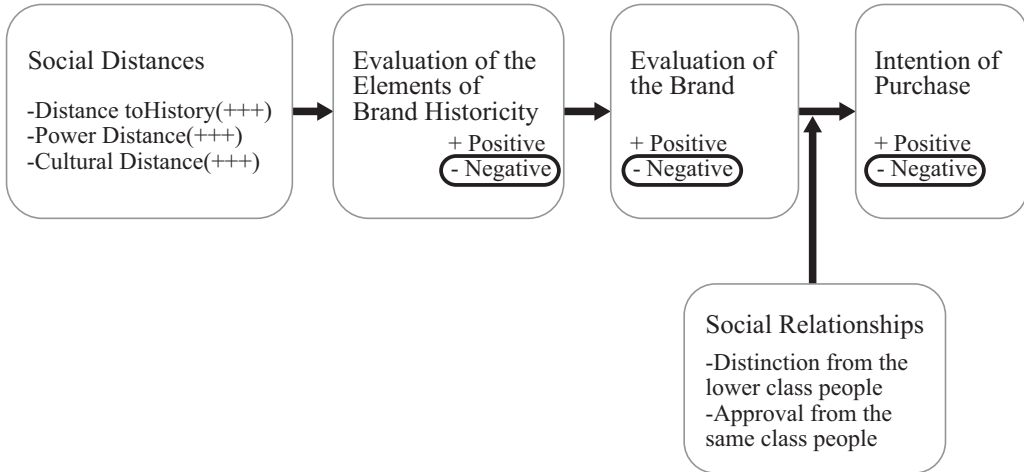 Social Distances
-Distance toHistory(+++)
-Power Distance(+++)
-Cultural Distance(+++)
Evaluation of the
Elements of
Brand Historicity
+ Positive
- Negative
Evaluation of
the Brand
+ Positive
- Negative
Intention of
Purchase
+ Positive
- Negative
Social Relationships
-Distinction from the
lower class people
-Approval from the
same class people